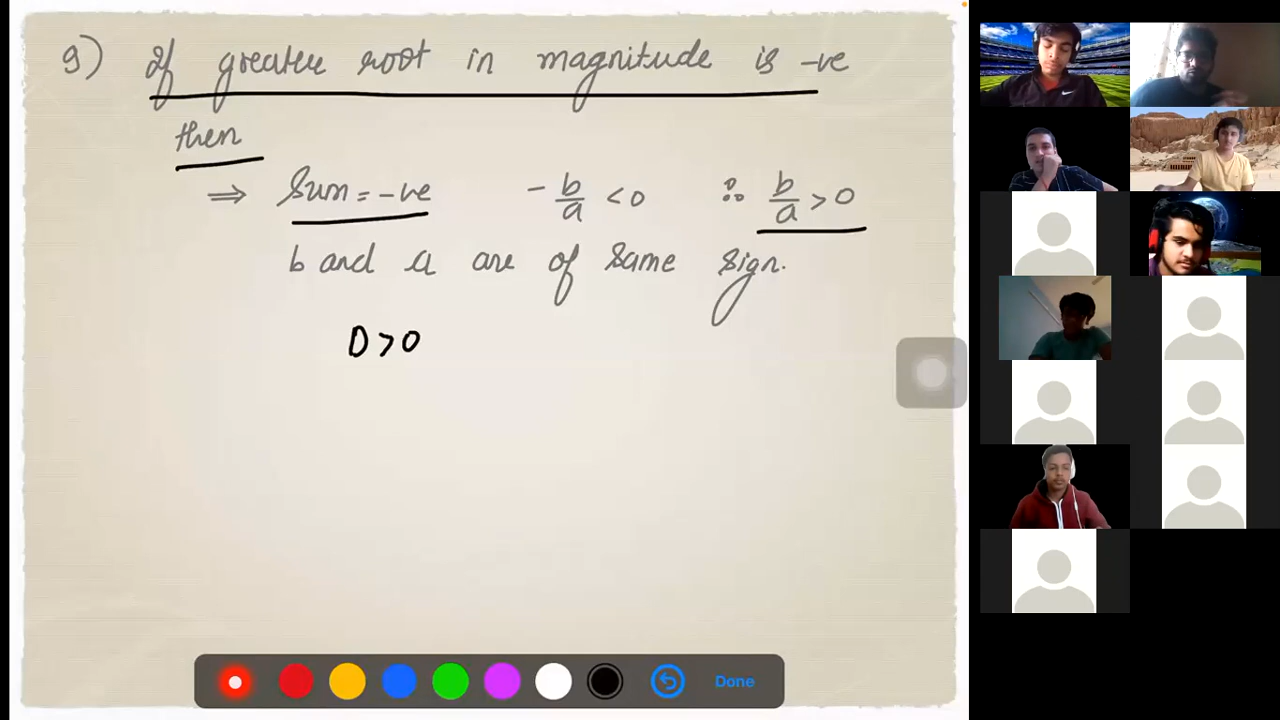 9) If greater root in magnitude is -ve
then
⇒ Sum = -ve   - b/a < 0   ∴ b/a > 0
b and a are of same sign.
D > 0
Done